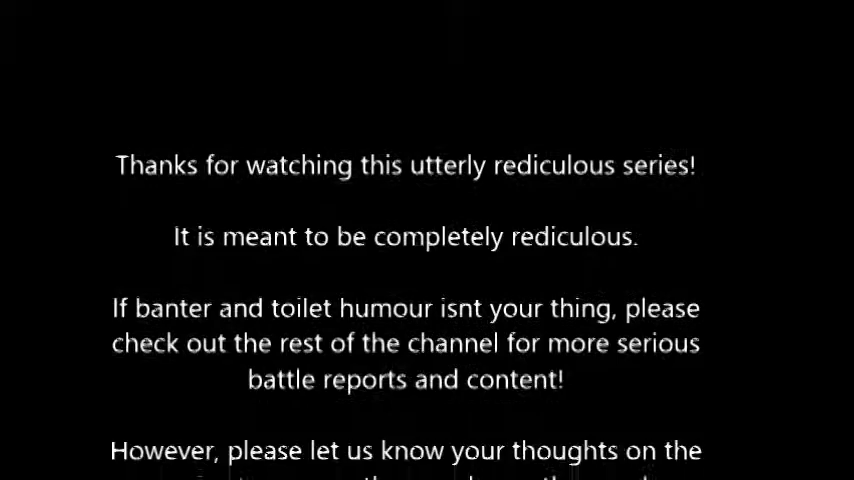 Thanks for watching this utterly rediculous series!
It is meant to be completely rediculous.
If banter and toilet humour isnt your thing, please
check out the rest of the channel for more serious
battle reports and content!
However, please let us know your thoughts on the